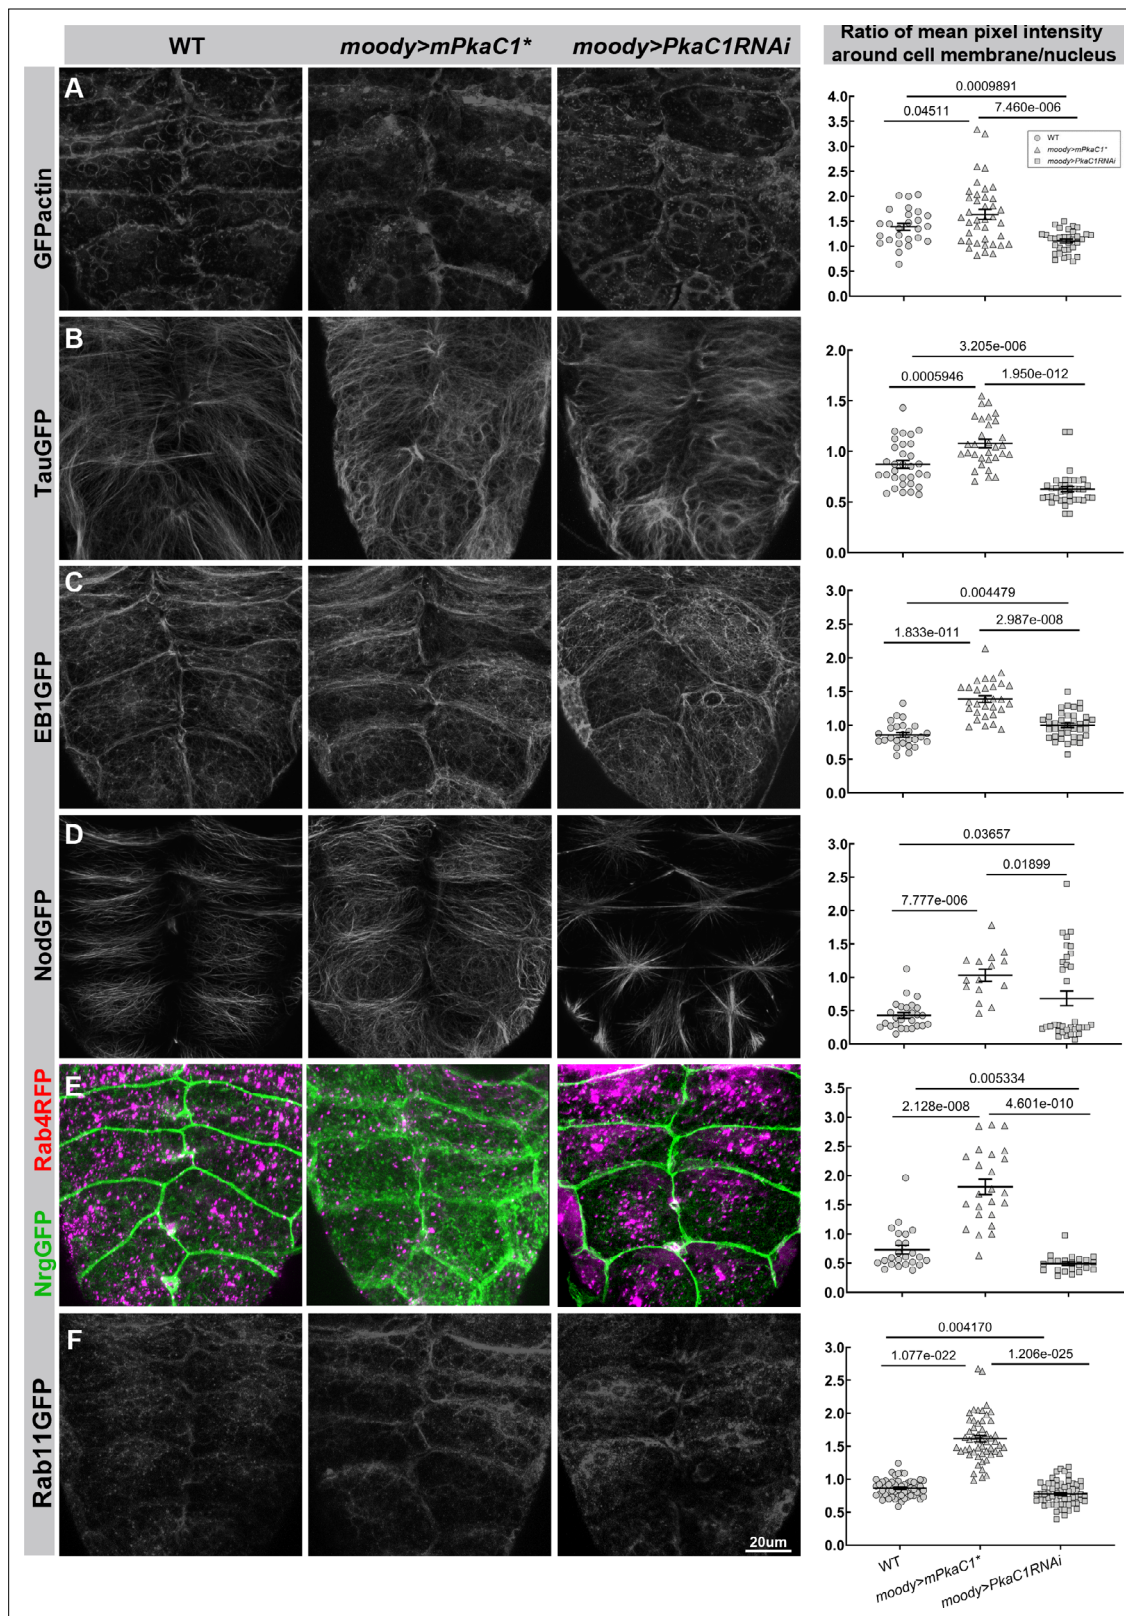 WT
moody>mPkaC1*
moody>PkaC1RNAi
Ratio of mean pixel intensity
around cell membrane/nucleus
A
GFPactin
0.0009891
0.04511
7.460e-006
4.0
3.5
3.0
2.5
2.0
1.5
1.0
0.5
0.0
WT
moody>mPkaC1*
moody>PkaC1RNAi
B
TauGFP
3.205e-006
0.0005946
1.950e-012
2.0
1.5
1.0
0.5
0.0
C
EB1GFP
0.004479
1.833e-011
2.987e-008
3.0
2.5
2.0
1.5
1.0
0.5
0.0
D
NodGFP
0.03657
0.01899
7.777e-006
3.0
2.5
2.0
1.5
1.0
0.5
0.0
E
NrgGFP Rab4RFP
0.005334
2.128e-008
4.601e-010
3.5
3.0
2.5
2.0
1.5
1.0
0.5
0.0
F
Rab11GFP
20um
0.004170
1.077e-022
1.206e-025
3.0
2.5
2.0
1.5
1.0
0.5
0.0
WT
moody>mPkaC1*
moody>PkaC1RNAi